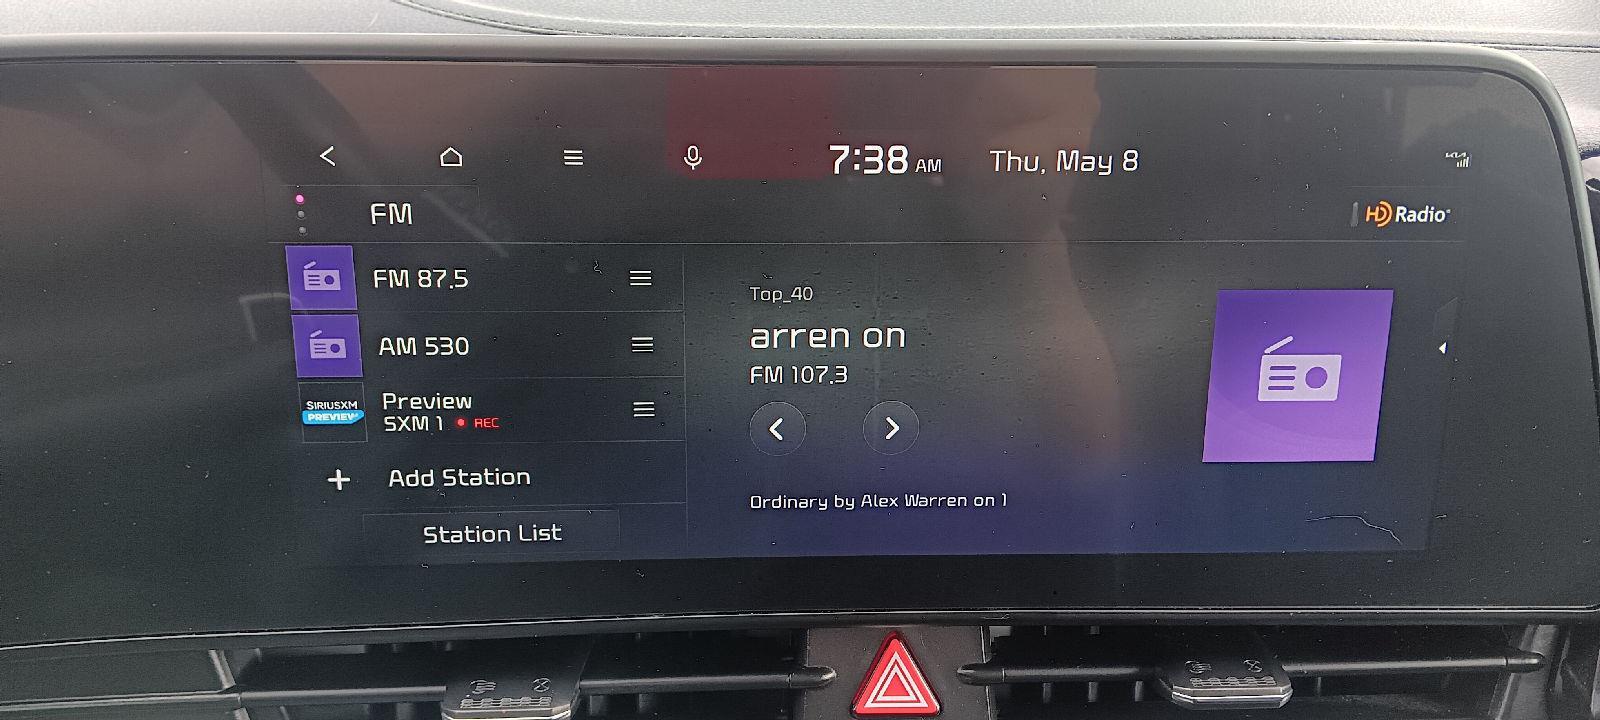 7:38 AM Thu, May 8
FM
HD Radio
FM 87.5
AM 530
SIRIUSXM
PREVIEW
Preview
SXM 1 REC
Add Station
Station List
Top_40
arren on
FM 107.3
Ordinary by Alex Warren on 1